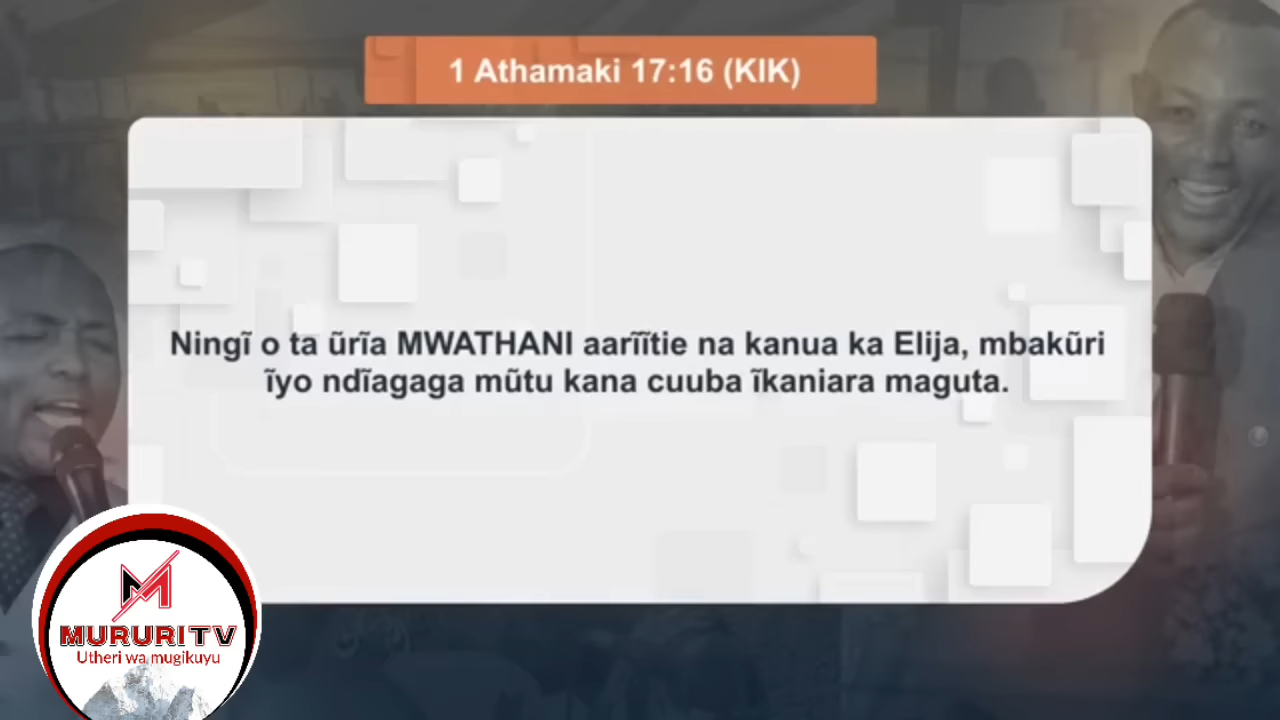 1 Athamaki 17:16 (KIK)
Ningĩ o ta ũrĩa MWATHANI aarĩĩtie na kanua ka Elija, mbakũri
ĩyo ndĩagaga mũtu kana cuuba ĩkaniara maguta.
M
MURURI TV
Utheri wa mugikuyu